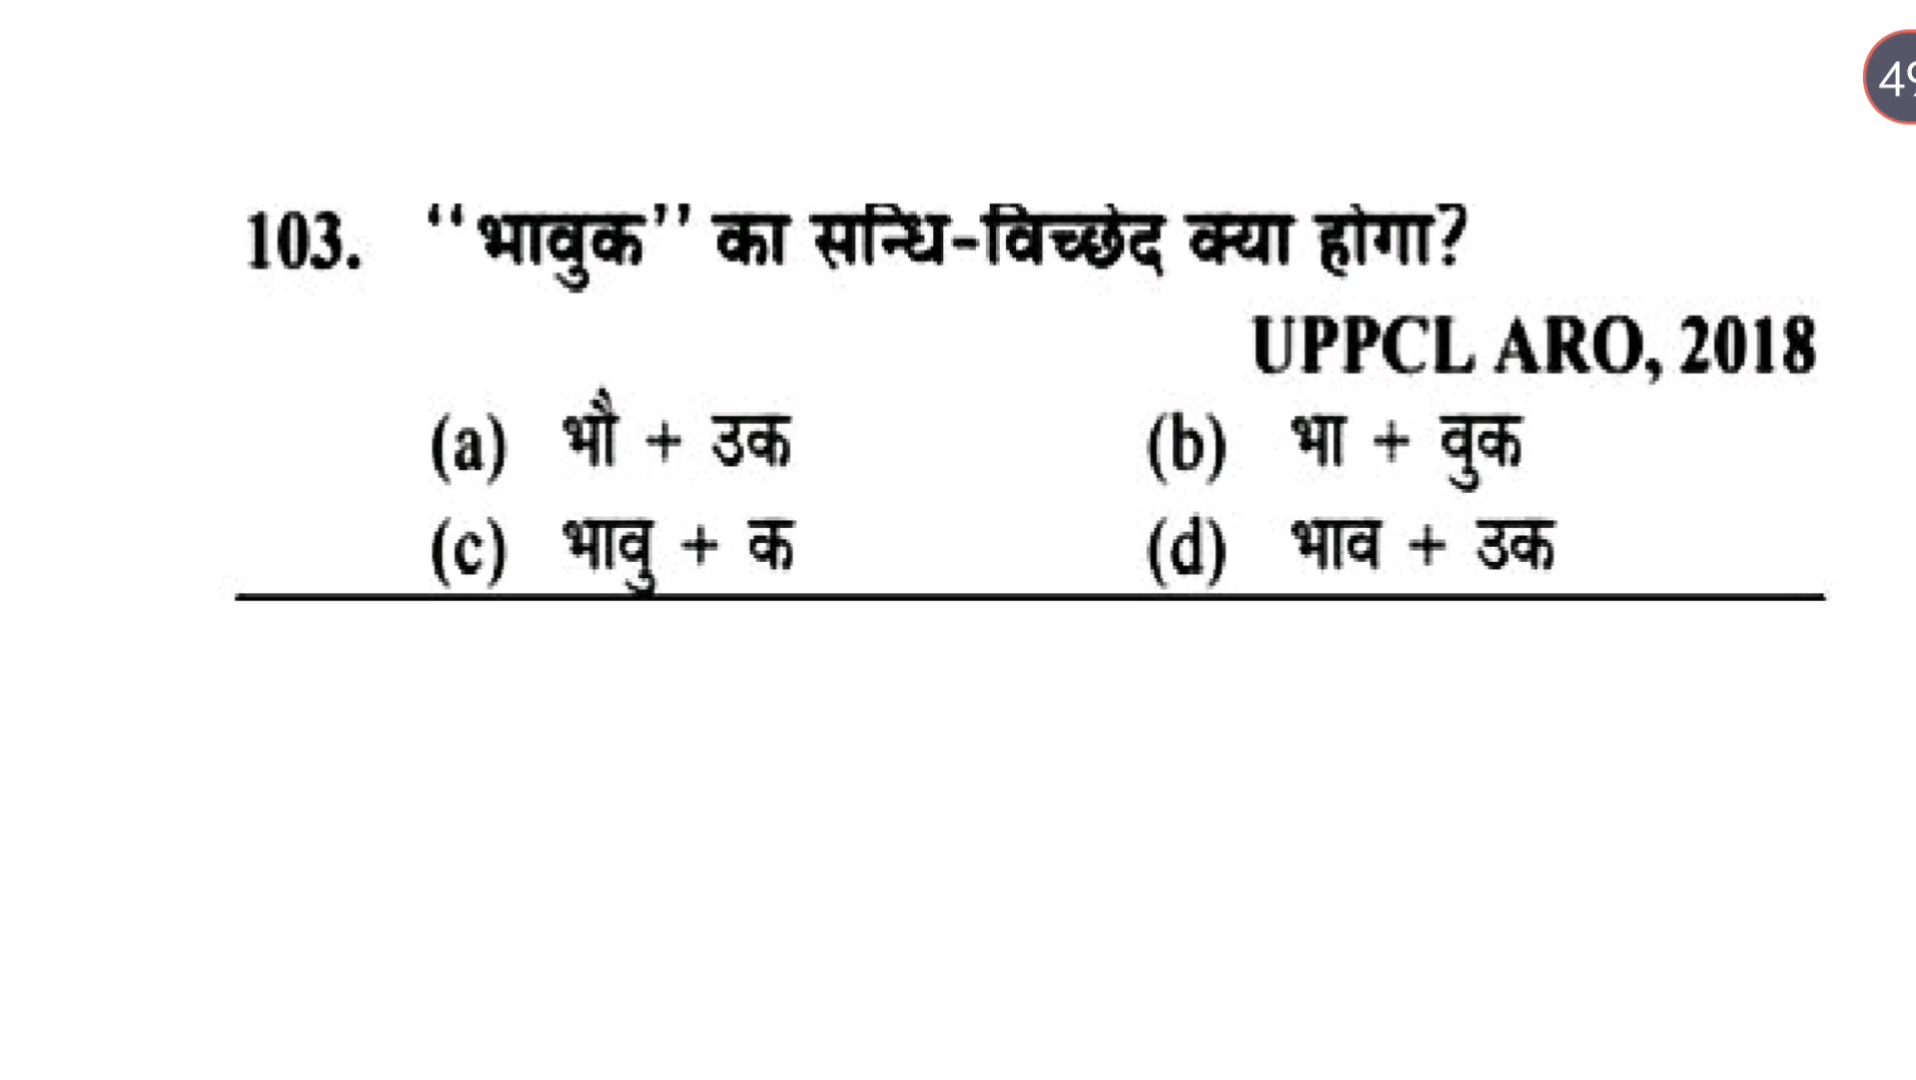 103. ‘‘भावुक’’ का सन्धि-विच्छेद क्या होगा?
UPPCL ARO, 2018
(a) भौ + उक (b) भा + वुक
(c) भावु + क (d) भाव + उक